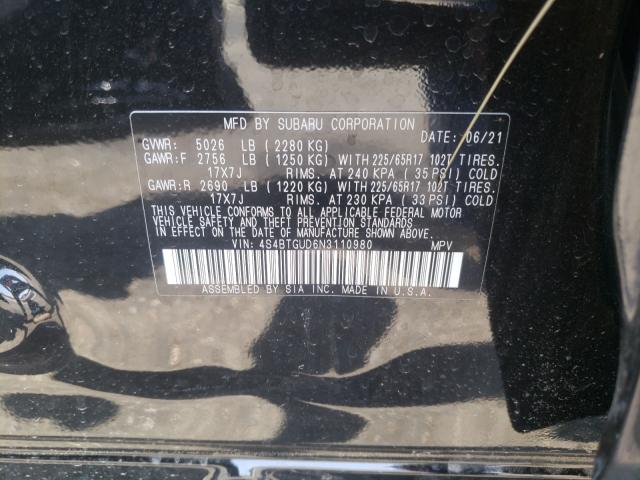 MFD BY SUBARU CORPORATION
DATE: 06/21
GVWR: 5026 LB (2280 KG)
GAWR:F 2756 LB (1250 KG) WITH 225/65R17 102T TIRES.
17X7J RIMS. AT 240 KPA (35 PSI) COLD
GAWR:R 2690 LB (1220 KG) WITH 225/65R17 102T TIRES.
17X7J RIMS. AT 230 KPA (33 PSI) COLD
THIS VEHICLE CONFORMS TO ALL APPLICABLE FEDERAL MOTOR
VEHICLE SAFETY AND THEFT PREVENTION STANDARDS
IN EFFECT ON THE DATE OF MANUFACTURE SHOWN ABOVE.
VIN: 4S4BTGUD6N3110980 MPV
ASSEMBLED BY SIA INC. MADE IN U.S.A.